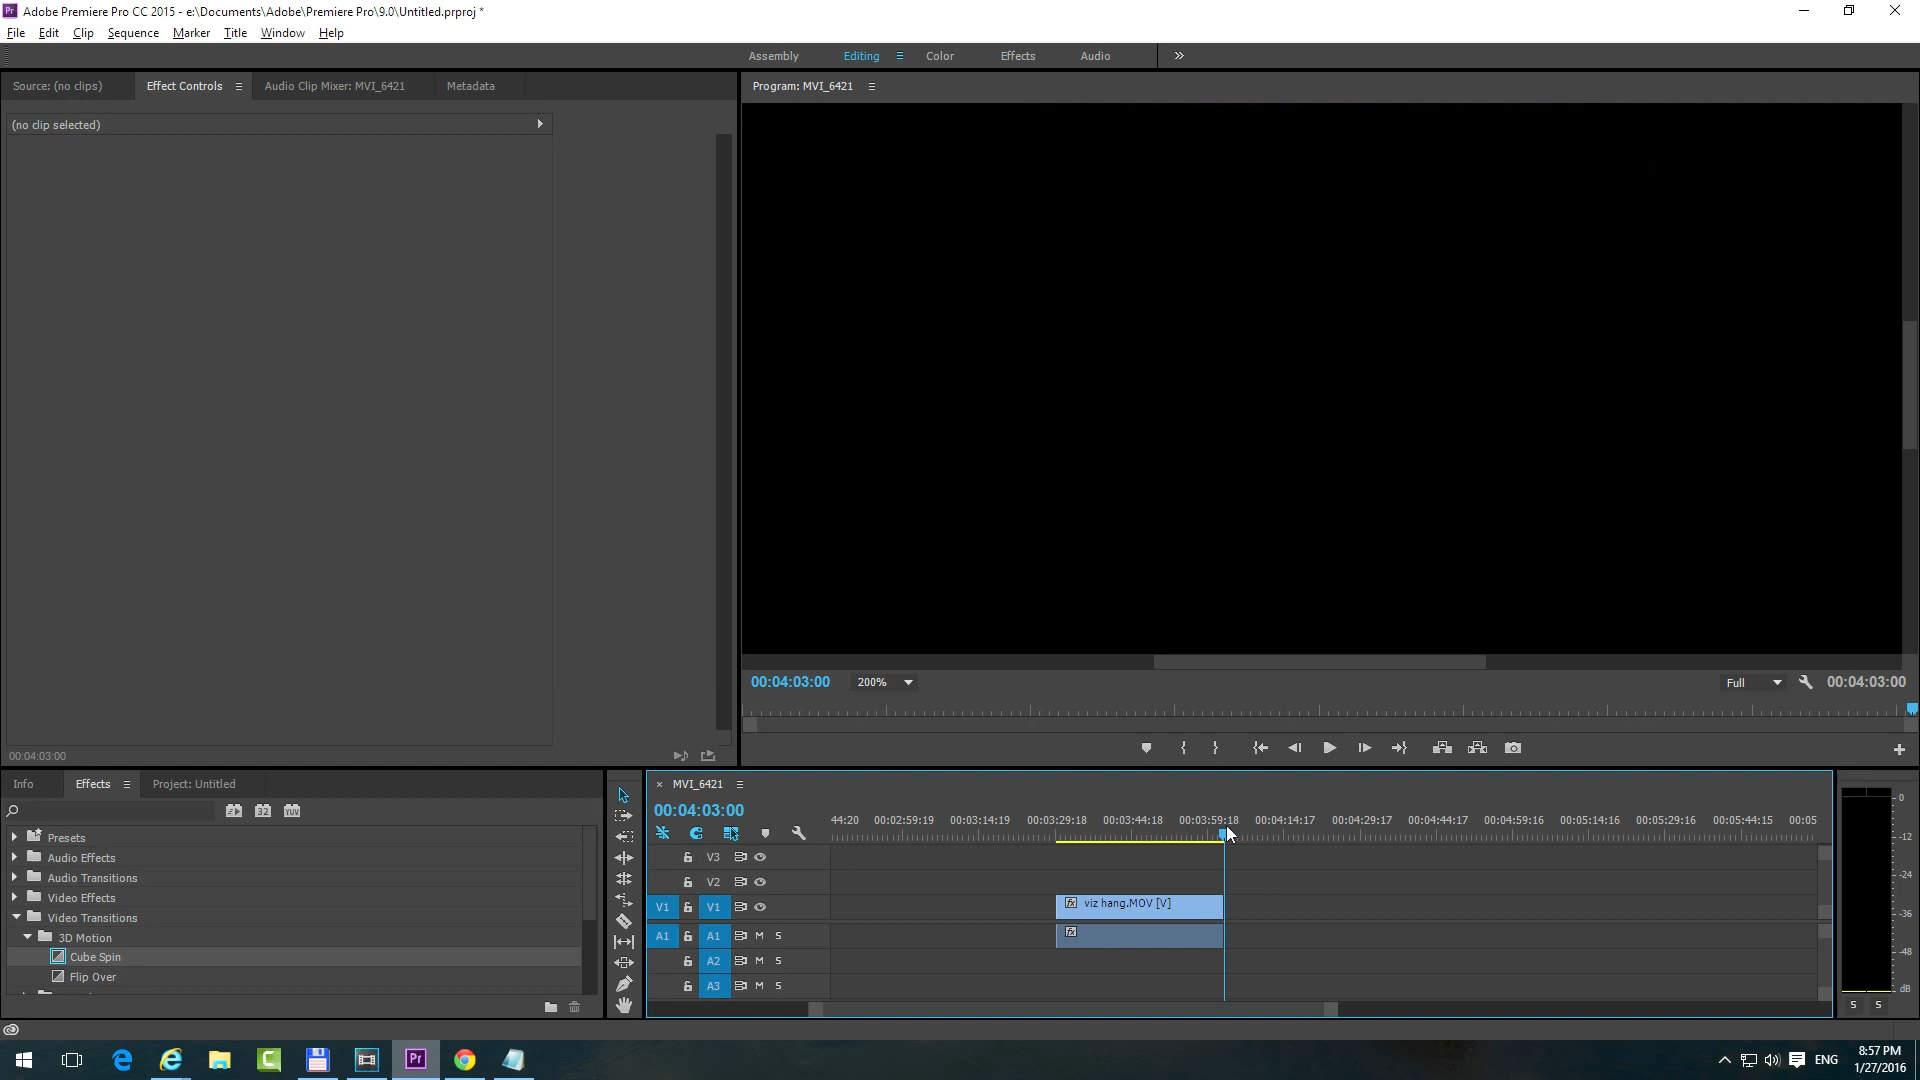 Pr Adobe Premiere Pro CC 2015 - e:\Documents\Adobe\Premiere Pro\9.0\Untitled.prproj *
File Edit Clip Sequence Marker Title Window Help
Assembly Editing Color Effects Audio
Source: (no clips) Effect Controls Audio Clip Mixer: MVI_6421 Metadata
Program: MVI_6421
(no clip selected)
00:04:03:00 200% Full 00:04:03:00
00:04:03:00
Info Effects Project: Untitled
MVI_6421
00:04:03:00
32 YUV
44:20 00:02:59:19 00:03:14:19 00:03:29:18 00:03:44:18 00:03:59:18 00:04:14:17 00:04:29:17 00:04:44:17 00:04:59:16 00:05:14:16 00:05:29:16 00:05:44:15 00:05
Presets
Audio Effects
Audio Transitions
Video Effects
Video Transitions
3D Motion
Cube Spin
Flip Over
V3
V2
V1 V1 fx viz hang.MOV [V]
A1 A1 M S fx
A2 M S
A3 M S
0
-12
-24
-36
-48
dB
S S
Pr
ENG
8:57 PM
1/27/2016